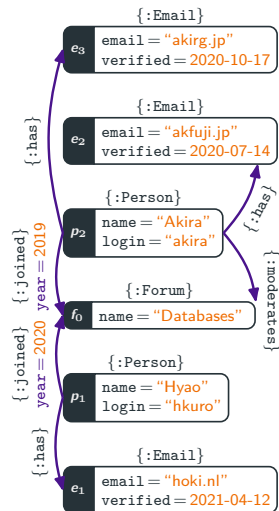 {:Email}
e3
email = “akirg.jp”
verified = 2020-10-17
{:has}
{:Email}
e2
email = “akfuji.jp”
verified = 2020-07-14
{:has}
{:Person}
p2
name = “Akira”
login = “akira”
{:joined}
year = 2019
{:moderates}
{:Forum}
f0
name = “Databases”
{:joined}
year = 2020
{:Person}
p1
name = “Hyao”
login = “hkuro”
{:has}
{:Email}
e1
email = “hoki.nl”
verified = 2021-04-12